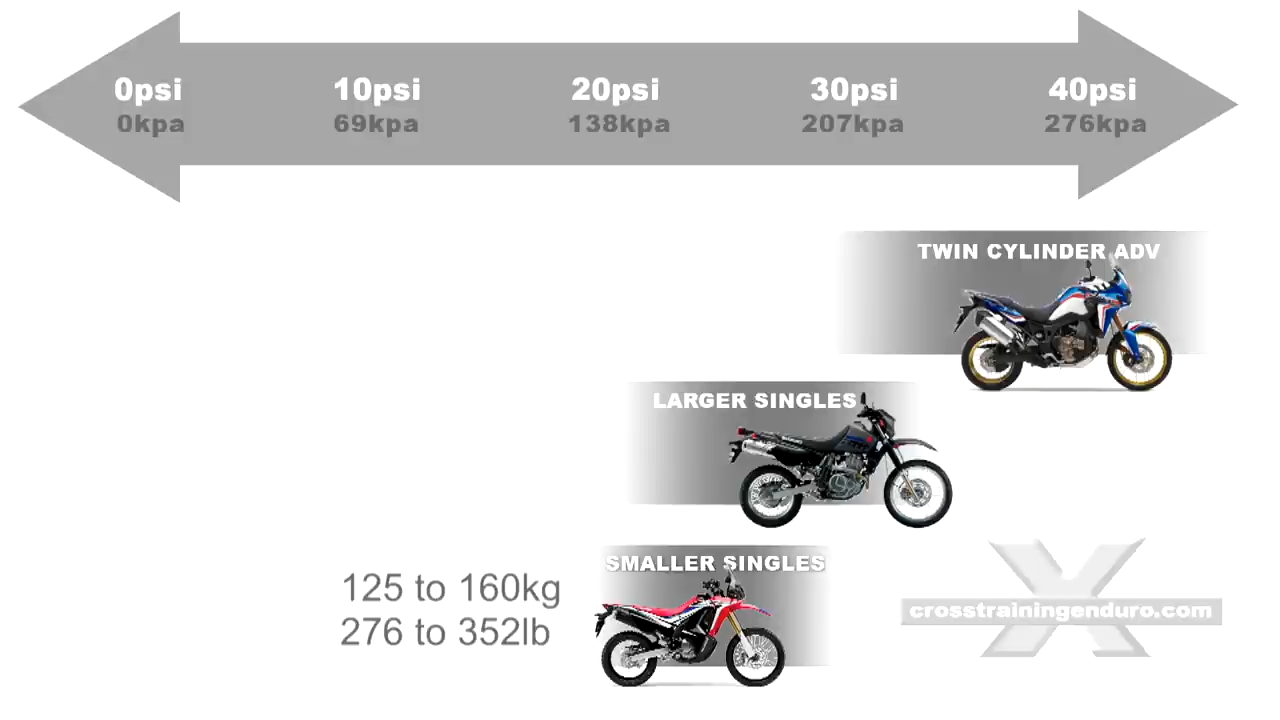 0psi 10psi 20psi 30psi 40psi
0kpa 69kpa 138kpa 207kpa 276kpa
TWIN CYLINDER ADV
LARGER SINGLES
SMALLER SINGLES
125 to 160kg
276 to 352lb
X
crosstrainingenduro.com